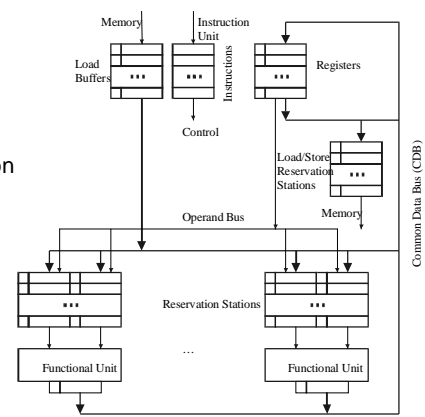 Memory
Instruction
Unit
Load
Buffers
Instructions
Registers
Control
on
Load/Store
Reservation
Stations
Common Data Bus (CDB)
Memory
Operand Bus
Reservation Stations
...
Functional Unit
Functional Unit